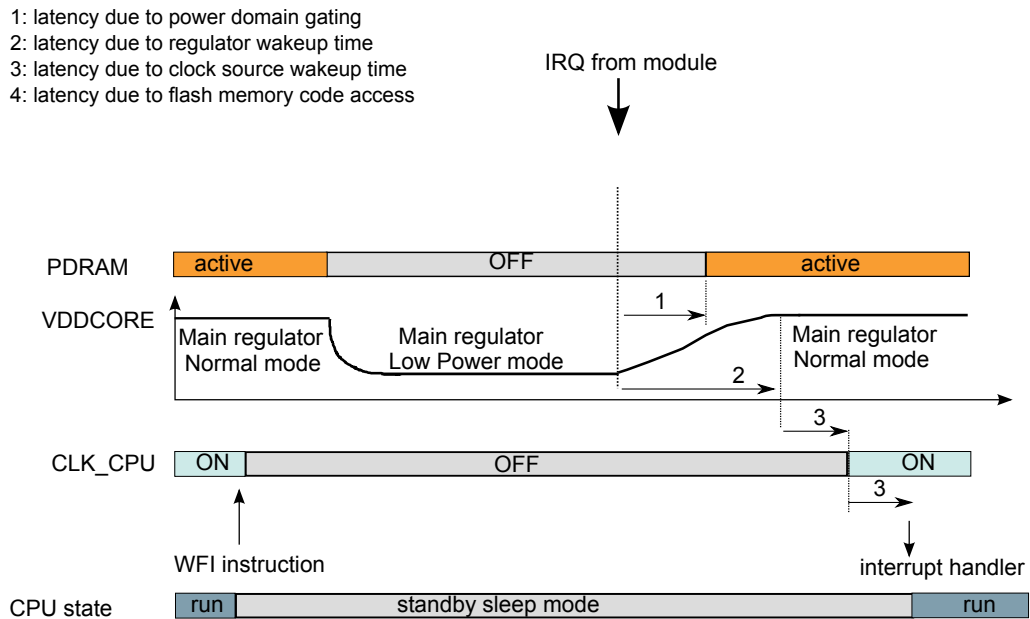 1: latency due to power domain gating
2: latency due to regulator wakeup time
3: latency due to clock source wakeup time
4: latency due to flash memory code access
IRQ from module
PDRAM
active
OFF
active
1
VDDCORE
Main regulator
Normal mode
Main regulator
Low Power mode
Main regulator
Normal mode
2
3
CLK_CPU
ON
OFF
ON
3
WFI instruction
interrupt handler
CPU state
run
standby sleep mode
run